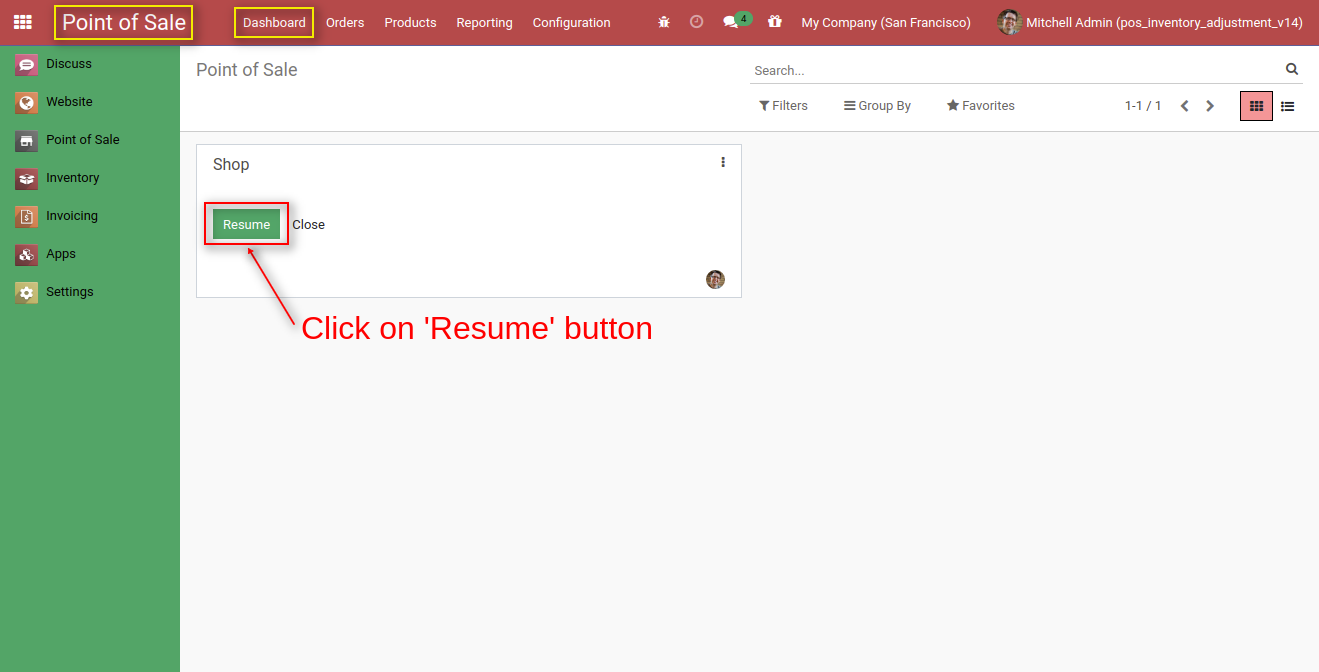 Point of Sale Dashboard Orders Products Reporting Configuration 4 My Company (San Francisco) Mitchell Admin (pos_inventory_adjustment_v14)
Discuss
Website
Point of Sale
Inventory
Invoicing
Apps
Settings
Point of Sale
Search...
Filters Group By Favorites 1-1 / 1
Shop
Resume Close
Click on 'Resume' button